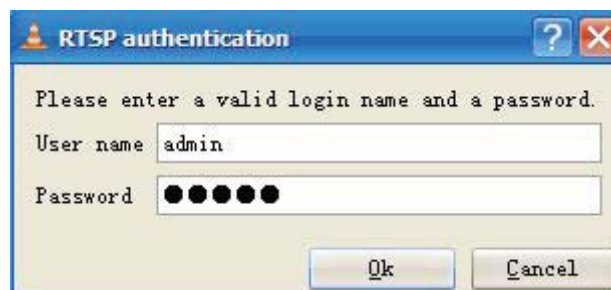 RTSP authentication
Please enter a valid login name and a password.
User name admin
Password ●●●●●
Ok Cancel